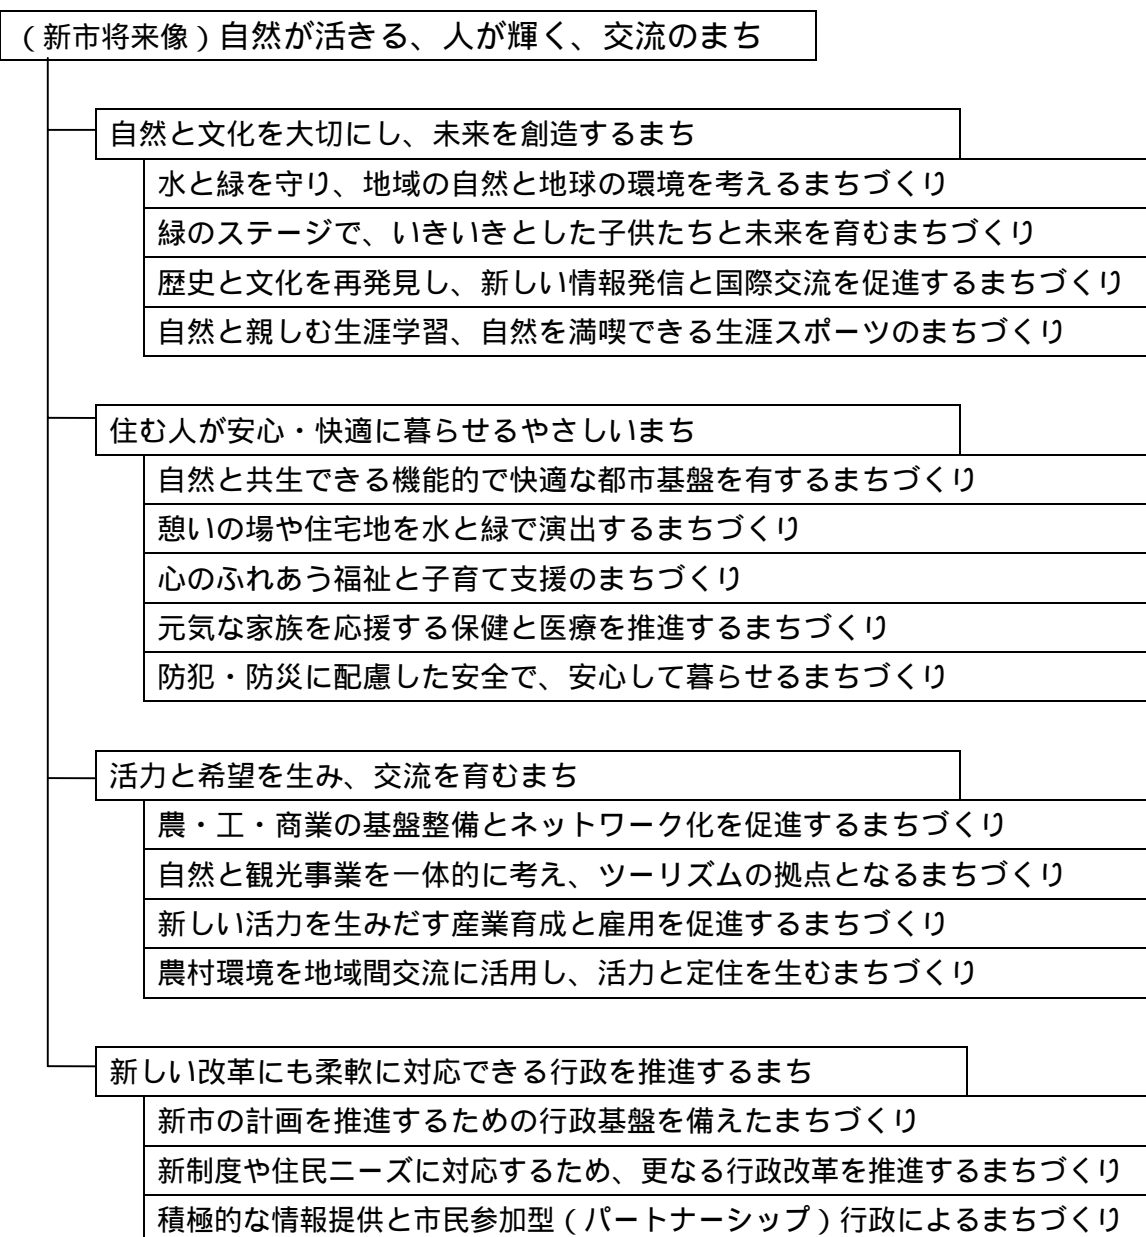 （新市将来像）自然が活きる、人が輝く、交流のまち
自然と文化を大切にし、未来を創造するまち
水と緑を守り、地域の自然と地球の環境を考えるまちづくり
緑のステージで、いきいきとした子供たちと未来を育むまちづくり
歴史と文化を再発見し、新しい情報発信と国際交流を促進するまちづくり
自然と親しむ生涯学習、自然を満喫できる生涯スポーツのまちづくり
住む人が安心・快適に暮らせるやさしいまち
自然と共生できる機能的で快適な都市基盤を有するまちづくり
憩いの場や住宅地を水と緑で演出するまちづくり
心のふれあう福祉と子育て支援のまちづくり
元気な家族を応援する保健と医療を推進するまちづくり
防犯・防災に配慮した安全で、安心して暮らせるまちづくり
活力と希望を生み、交流を育むまち
農・工・商業の基盤整備とネットワーク化を促進するまちづくり
自然と観光事業を一体的に考え、ツーリズムの拠点となるまちづくり
新しい活力を生みだす産業育成と雇用を促進するまちづくり
農村環境を地域間交流に活用し、活力と定住を生むまちづくり
新しい改革にも柔軟に対応できる行政を推進するまち
新市の計画を推進するための行政基盤を備えたまちづくり
新制度や住民ニーズに対応するため、更なる行政改革を推進するまちづくり
積極的な情報提供と市民参加型（パートナーシップ）行政によるまちづくり